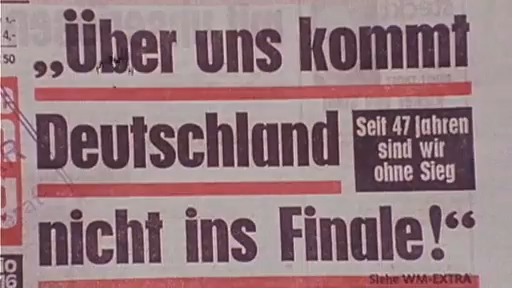 „Über uns kommt
Deutschland
Seit 47 Jahren
sind wir
ohne Sieg
nicht ins Finale!“
Siehe WM-EXTRA